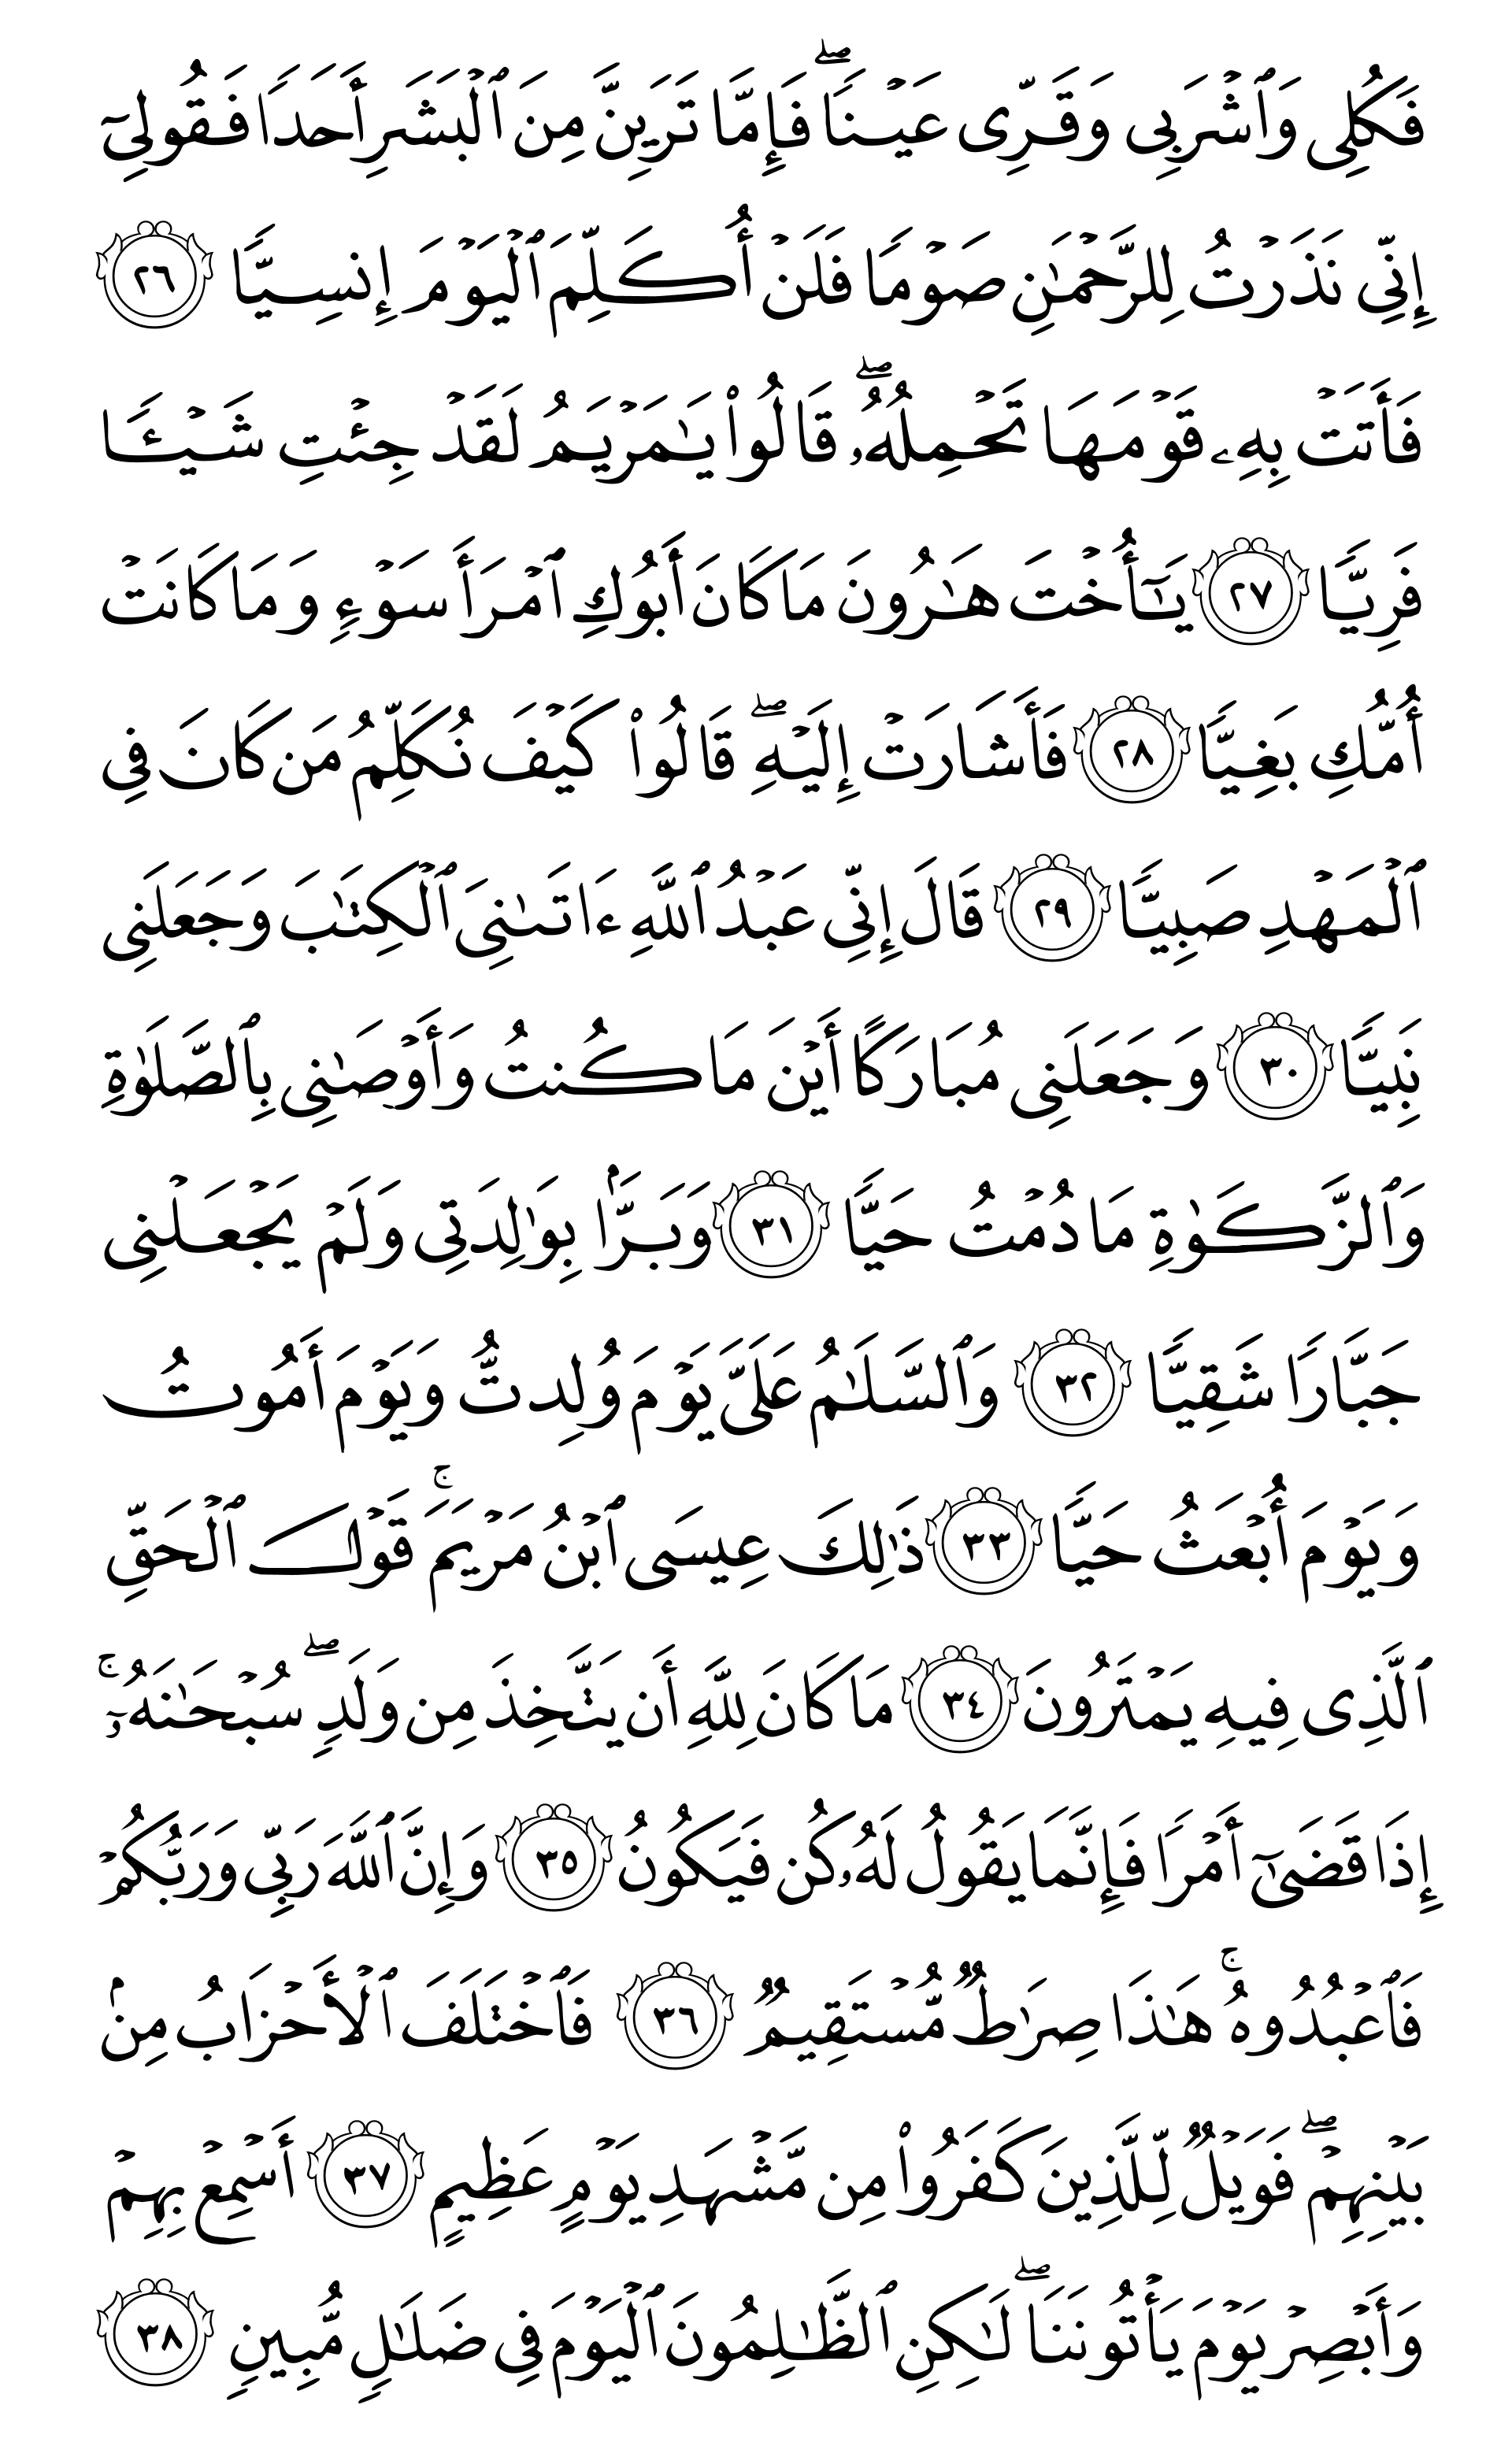 فَكُلِى وَٱشْرَبِى وَقَرِّى عَيْنًا ۖ فَإِمَّا تَرَيِنَّ مِنَ ٱلْبَشَرِ أَحَدًا فَقُولِىٓ
إِنِّى نَذَرْتُ لِلرَّحْمَٰنِ صَوْمًا فَلَنْ أُكَلِّمَ ٱلْيَوْمَ إِنسِيًّا ٢٦
فَأَتَتْ بِهِۦ قَوْمَهَا تَحْمِلُهُۥ ۖ قَالُوا۟ يَٰمَرْيَمُ لَقَدْ جِئْتِ شَيْـًٔا
فَرِيًّا ٢٧ يَٰٓأُخْتَ هَٰرُونَ مَا كَانَ أَبُوكِ ٱمْرَأَ سَوْءٍ وَمَا كَانَتْ
أُمُّكِ بَغِيًّا ٢٨ فَأَشَارَتْ إِلَيْهِ ۖ قَالُوا۟ كَيْفَ نُكَلِّمُ مَن كَانَ فِى
ٱلْمَهْدِ صَبِيًّا ٢٩ قَالَ إِنِّى عَبْدُ ٱللَّهِ ءَاتَىٰنِىَ ٱلْكِتَٰبَ وَجَعَلَنِى
نَبِيًّا ٣٠ وَجَعَلَنِى مُبَارَكًا أَيْنَ مَا كُنتُ وَأَوْصَٰنِى بِٱلصَّلَوٰةِ
وَٱلزَّكَوٰةِ مَا دُمْتُ حَيًّا ٣١ وَبَرًّۢا بِوَٰلِدَتِى وَلَمْ يَجْعَلْنِى
جَبَّارًا شَقِيًّا ٣٢ وَٱلسَّلَٰمُ عَلَىَّ يَوْمَ وُلِدتُّ وَيَوْمَ أَمُوتُ
وَيَوْمَ أُبْعَثُ حَيًّا ٣٣ ذَٰلِكَ عِيسَى ٱبْنُ مَرْيَمَ ۚ قَوْلَ ٱلْحَقِّ
ٱلَّذِى فِيهِ يَمْتَرُونَ ٣٤ مَا كَانَ لِلَّهِ أَن يَتَّخِذَ مِن وَلَدٍ ۖ سُبْحَٰنَهُۥٓ ۚ
إِذَا قَضَىٰٓ أَمْرًا فَإِنَّمَا يَقُولُ لَهُۥ كُن فَيَكُونُ ٣٥ وَإِنَّ ٱللَّهَ رَبِّى وَرَبُّكُمْ
فَٱعْبُدُوهُ ۚ هَٰذَا صِرَٰطٌ مُّسْتَقِيمٌ ٣٦ فَٱخْتَلَفَ ٱلْأَحْزَابُ مِنۢ
بَيْنِهِمْ ۖ فَوَيْلٌ لِّلَّذِينَ كَفَرُوا۟ مِن مَّشْهَدِ يَوْمٍ عَظِيمٍ ٣٧ أَسْمِعْ بِهِمْ
وَأَبْصِرْ يَوْمَ يَأْتُونَنَا ۖ لَٰكِنِ ٱلظَّٰلِمُونَ ٱلْيَوْمَ فِى ضَلَٰلٍ مُّبِينٍ ٣٨